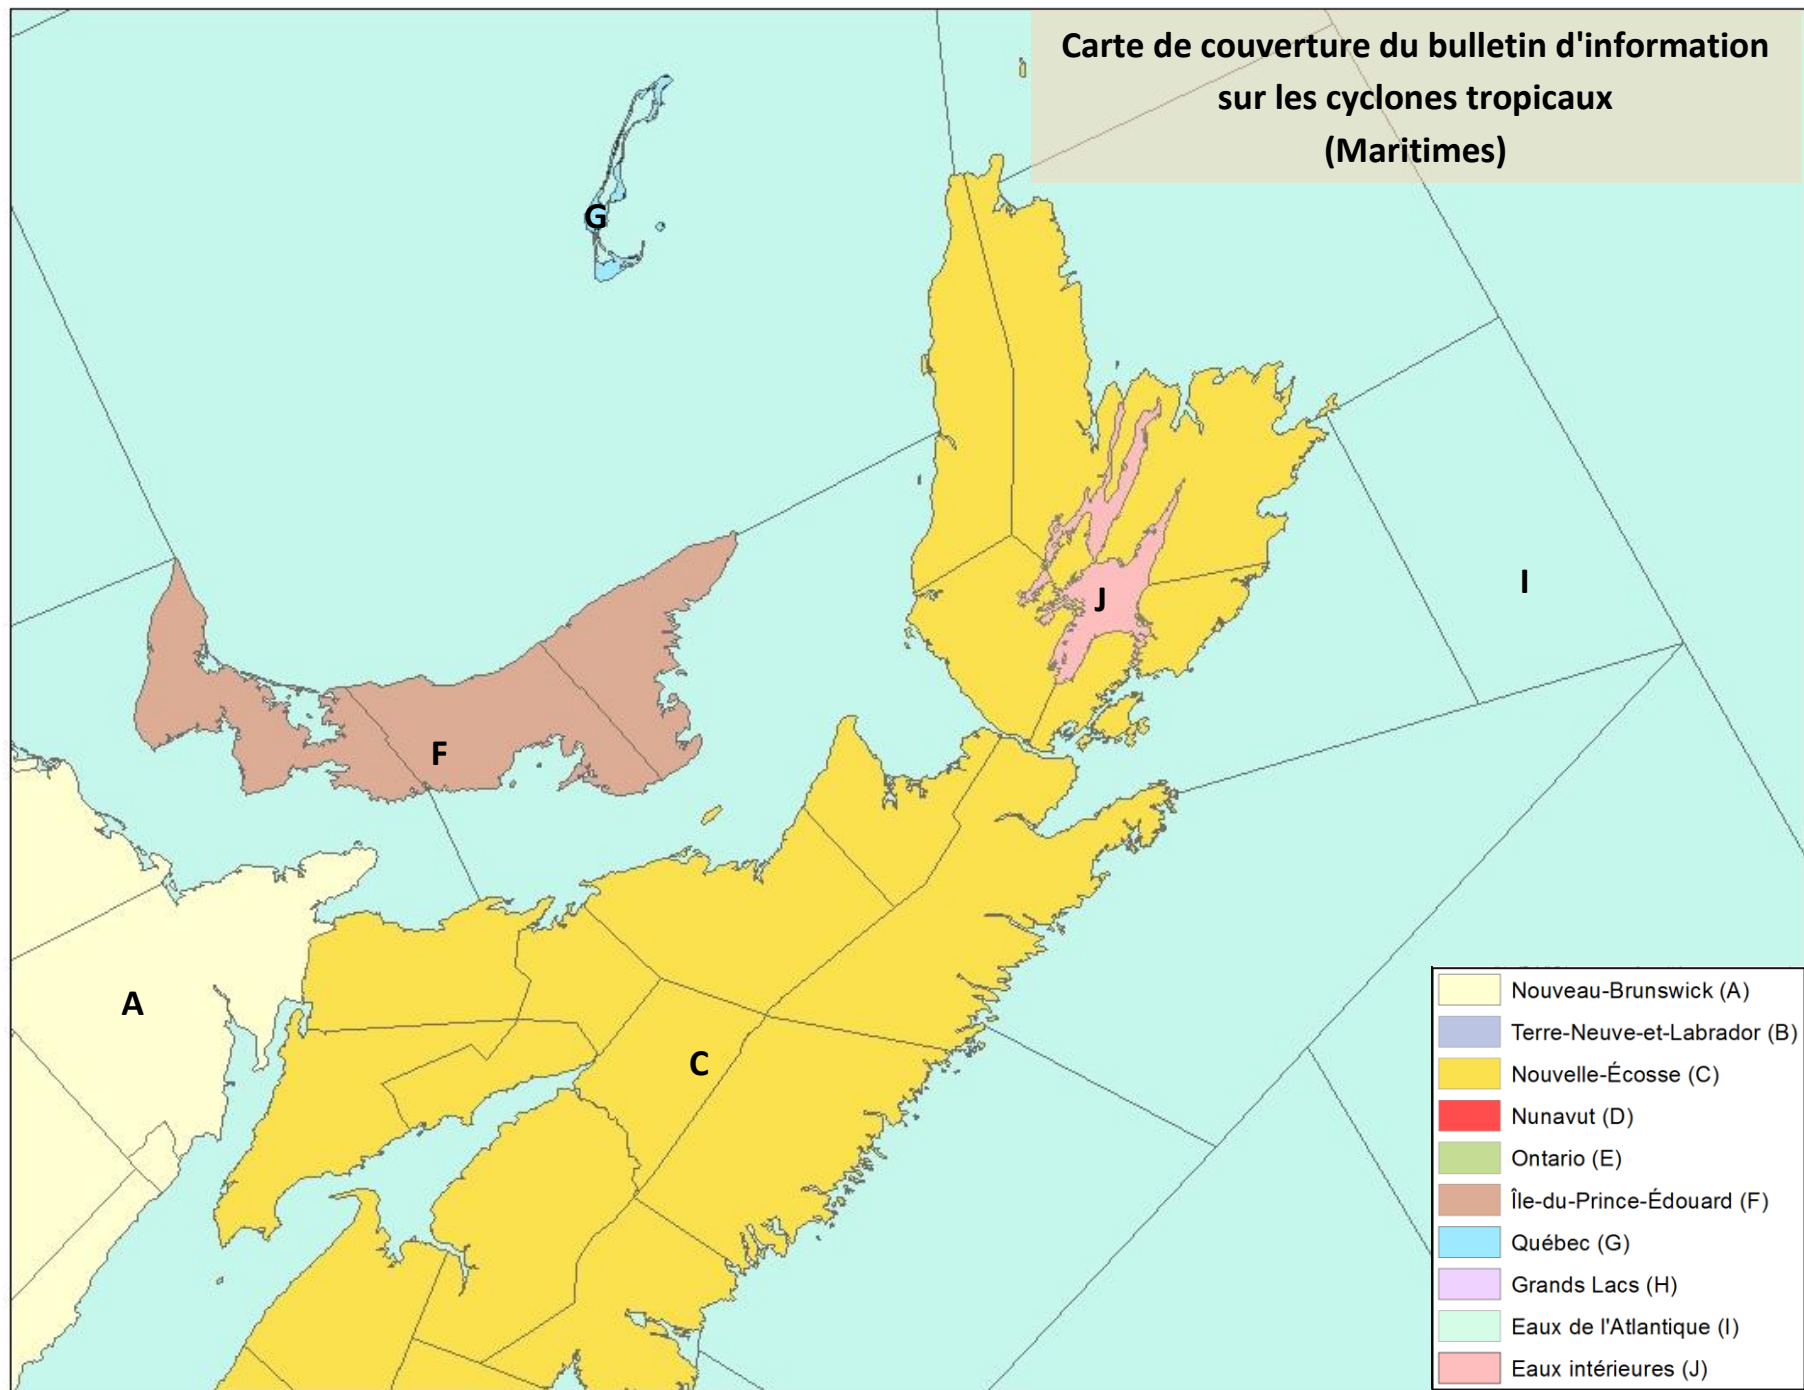 Carte de couverture du bulletin d'information
sur les cyclones tropicaux
(Maritimes)
G
J
I
F
A
C
Nouveau-Brunswick (A)
Terre-Neuve-et-Labrador (B)
Nouvelle-Écosse (C)
Nunavut (D)
Ontario (E)
Île-du-Prince-Édouard (F)
Québec (G)
Grands Lacs (H)
Eaux de l'Atlantique (I)
Eaux intérieures (J)